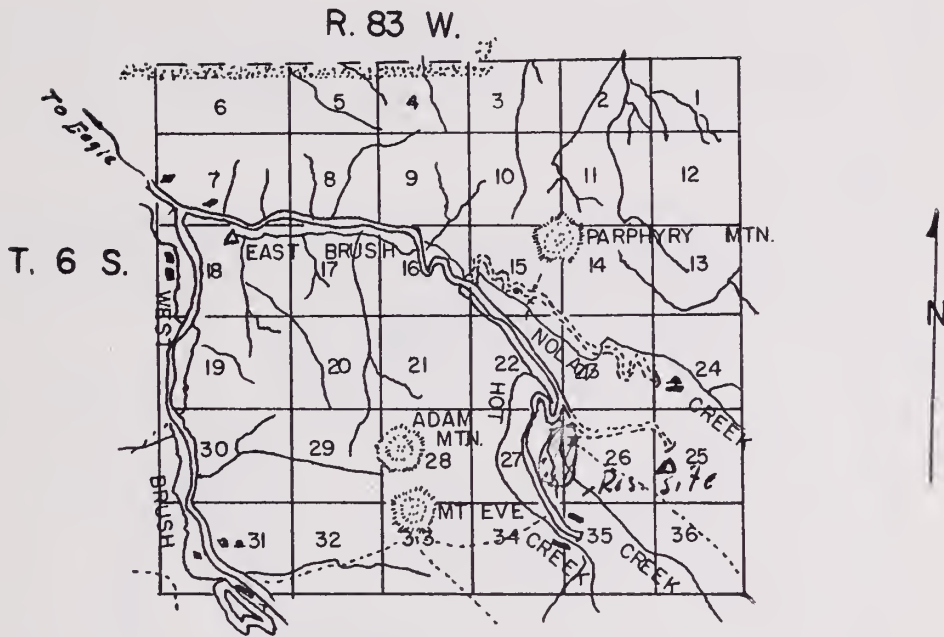 R. 83 W.
To Eagle
T. 6 S.
N
6 5 4 3 2 1
7 8 9 10 11 12
PARPHYRY MTN.
18 17 16 15 14 13
EAST BRUSH
WEST
19 20 21 22 23 24
NOLAN CREEK
HOT
ADAM
MTN.
30 29 28 27 26 25
Res. Site
BRUSH
MT EVE
31 32 33 34 35 36
CREEK CREEK